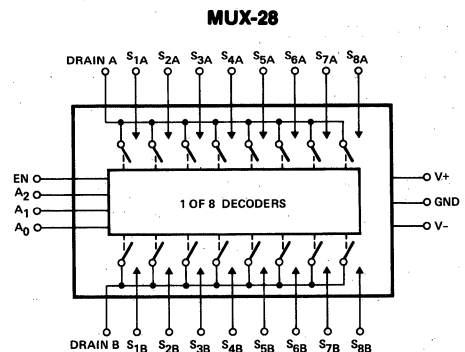 MUX-28
DRAIN A S1A S2A S3A S4A S5A S6A S7A S8A
EN
A2
A1
A0
1 OF 8 DECODERS
V+
GND
V–
DRAIN B S1B S2B S3B S4B S5B S6B S7B S8B